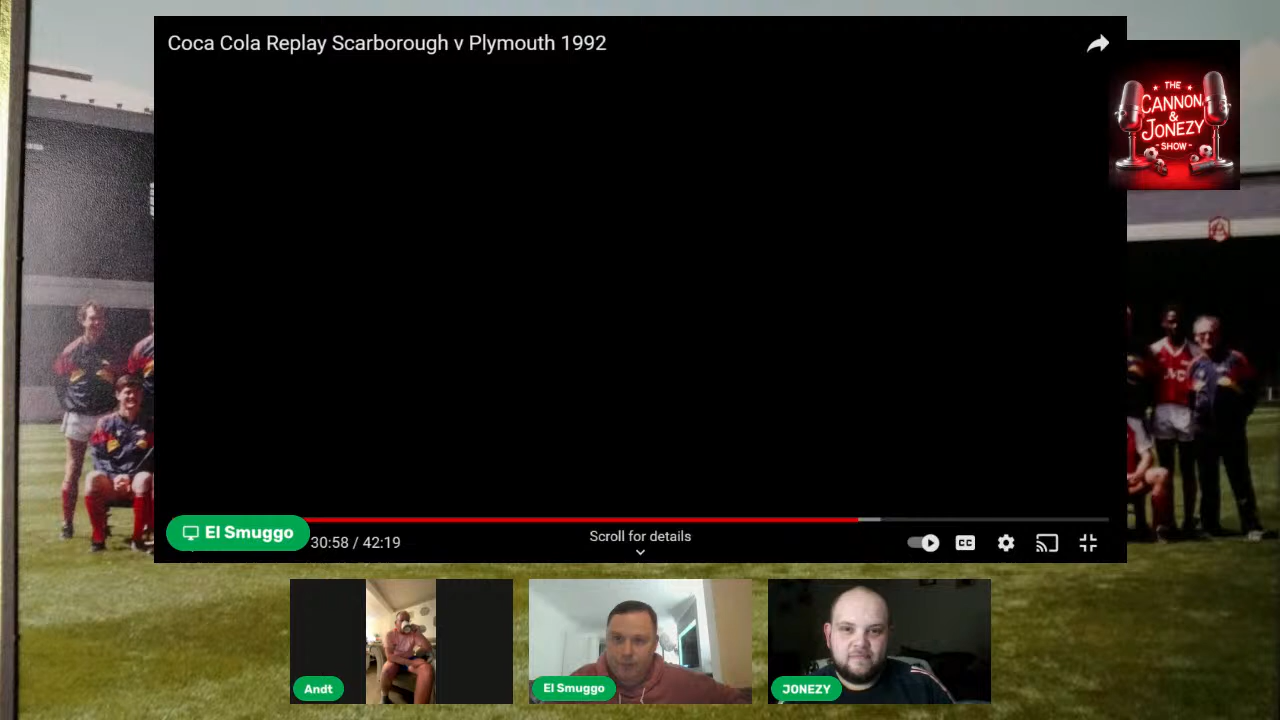 Coca Cola Replay Scarborough v Plymouth 1992
THE
CANNON
&
JONEZY
- SHOW -
El Smuggo
30:58 / 42:19
Scroll for details
CC
Andt
El Smuggo
JONEZY